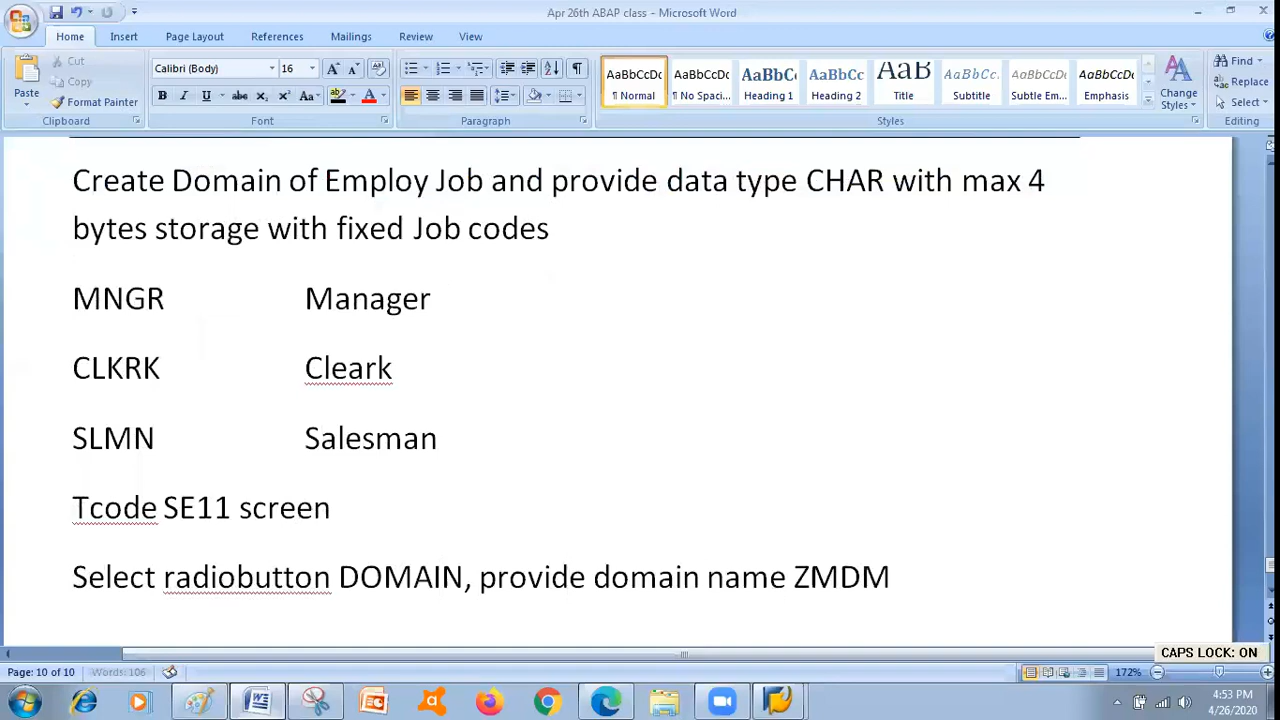 Apr 26th ABAP class - Microsoft Word
Home Insert Page Layout References Mailings Review View
Paste Cut Copy Format Painter Clipboard
Calibri (Body) 16 Font
Paragraph
AaBbCcDc ¶ Normal AaBbCcDc ¶ No Spaci... AaBbC Heading 1 AaBbCc Heading 2 AaB Title AaBbCc Subtitle AaBbCcDc Subtle Em... AaBbCcDc Emphasis Change Styles Styles
Find Replace Select Editing
Create Domain of Employ Job and provide data type CHAR with max 4
bytes storage with fixed Job codes
MNGR Manager
CLKRK Cleark
SLMN Salesman
Tcode SE11 screen
Select radiobutton DOMAIN, provide domain name ZMDM
CAPS LOCK: ON
Page: 10 of 10 Words: 106 172%
4:53 PM
4/26/2020